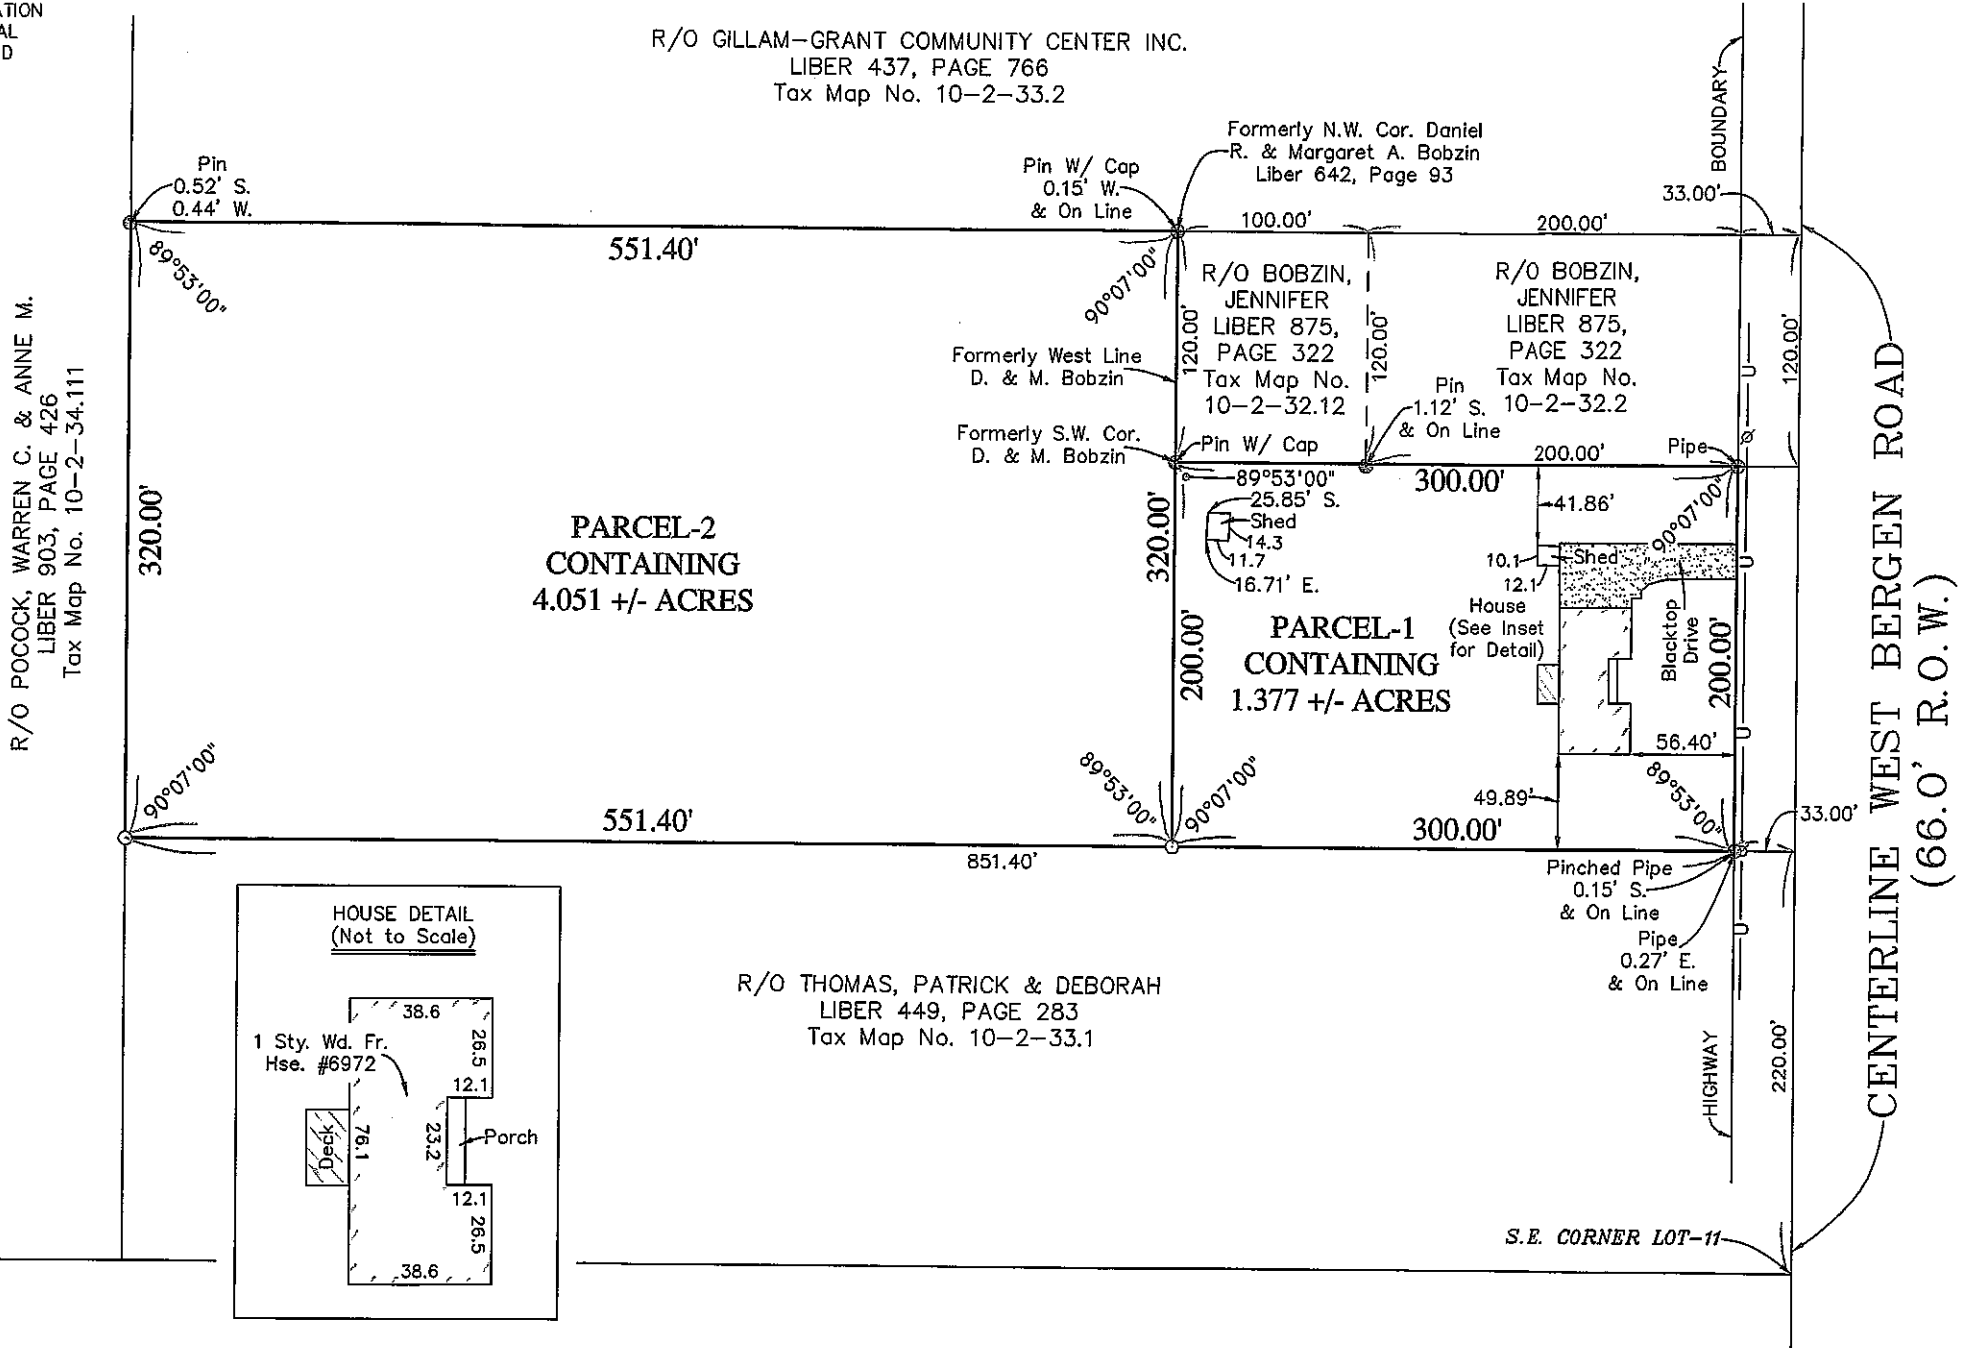 R/O GILLAM-GRANT COMMUNITY CENTER INC.
LIBER 437, PAGE 766
Tax Map No. 10-2-33.2
Formerly N.W. Cor. Daniel
R. & Margaret A. Bobzin
Liber 642, Page 93
BOUNDARY
33.00'
Pin
0.52' S.
0.44' W.
Pin W/ Cap
0.15' W.
& On Line
100.00'
200.00'
89°53'00"
551.40'
90°07'00"
R/O BOBZIN,
JENNIFER
LIBER 875,
PAGE 322
Tax Map No.
10-2-32.12
R/O BOBZIN,
JENNIFER
LIBER 875,
PAGE 322
Tax Map No.
10-2-32.2
120.00'
120.00'
120.00'
R/O POCOCK, WARREN C. & ANNE M.
LIBER 903, PAGE 426
Tax Map No. 10-2-34.111
Formerly West Line
D. & M. Bobzin
Formerly S.W. Cor.
D. & M. Bobzin
Pin W/ Cap
Pin
1.12' S.
& On Line
200.00'
Pipe
89°53'00"
300.00'
25.85' S.
Shed
14.3
11.7
16.71' E.
41.86'
90°07'00"
10.1
Shed
12.1
House
(See Inset
for Detail)
Blacktop
Drive
320.00'
320.00'
200.00'
200.00'
PARCEL-2
CONTAINING
4.051 +/- ACRES
PARCEL-1
CONTAINING
1.377 +/- ACRES
56.40'
49.89'
90°07'00"
89°53'00"
90°07'00"
89°53'00"
551.40'
300.00'
851.40'
33.00'
CENTERLINE WEST BERGEN ROAD
(66.0' R.O.W.)
Pinched Pipe
0.15' S.
& On Line
Pipe
0.27' E.
& On Line
HOUSE DETAIL
(Not to Scale)
38.6
26.5
1 Sty. Wd. Fr.
Hse. #6972
12.1
Deck
76.1
23.2
Porch
12.1
26.5
38.6
R/O THOMAS, PATRICK & DEBORAH
LIBER 449, PAGE 283
Tax Map No. 10-2-33.1
HIGHWAY
220.00'
S.E. CORNER LOT-11